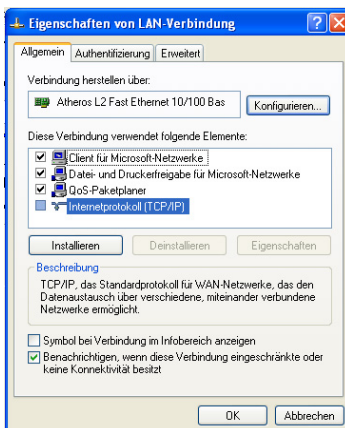 Eigenschaften von LAN-Verbindung
Allgemein Authentifizierung Erweitert
Verbindung herstellen über:
Atheros L2 Fast Ethernet 10/100 Bas Konfigurieren...
Diese Verbindung verwendet folgende Elemente:
Client für Microsoft-Netzwerke
Datei- und Druckerfreigabe für Microsoft-Netzwerke
QoS-Paketplaner
Internetprotokoll (TCP/IP)
Installieren Deinstallieren Eigenschaften
Beschreibung
TCP/IP, das Standardprotokoll für WAN-Netzwerke, das den
Datenaustausch über verschiedene, miteinander verbundene
Netzwerke ermöglicht.
Symbol bei Verbindung im Infobereich anzeigen
Benachrichtigen, wenn diese Verbindung eingeschränkte oder
keine Konnektivität besitzt
OK Abbrechen